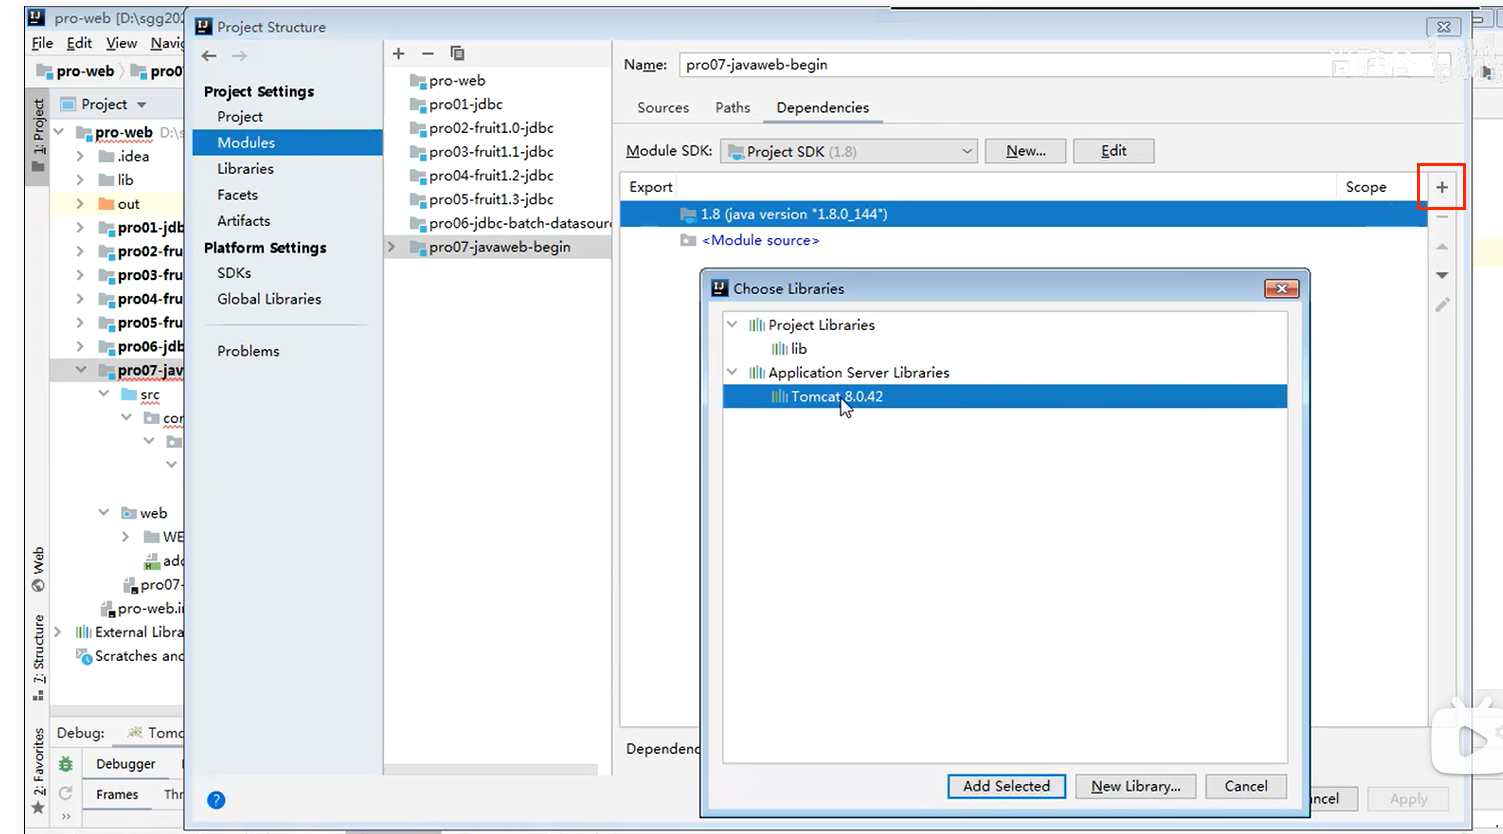 pro-web [D:\sgg202
File Edit View Navig
pro-web pro07
1: Project
Project
pro-web D:\s
.idea
lib
out
pro01-jdb
pro02-fru
pro03-fru
pro04-fru
pro05-fru
pro06-jdb
pro07-jav
src
con
web
WE
add
pro07-
pro-web.im
External Libra
Scratches and
Web
7: Structure
2: Favorites
Debug: Tomc
Debugger
Frames Thr
Project Structure
Project Settings
Project
Modules
Libraries
Facets
Artifacts
Platform Settings
SDKs
Global Libraries
Problems
pro-web
pro01-jdbc
pro02-fruit1.0-jdbc
pro03-fruit1.1-jdbc
pro04-fruit1.2-jdbc
pro05-fruit1.3-jdbc
pro06-jdbc-batch-datasour
pro07-javaweb-begin
Name: pro07-javaweb-begin
Sources Paths Dependencies
Module SDK: Project SDK (1.8) New... Edit
Export Scope
1.8 (java version "1.8.0_144")
<Module source>
Choose Libraries
Project Libraries
lib
Application Server Libraries
Tomcat 8.0.42
Add Selected New Library... Cancel
Dependenc
ncel Apply